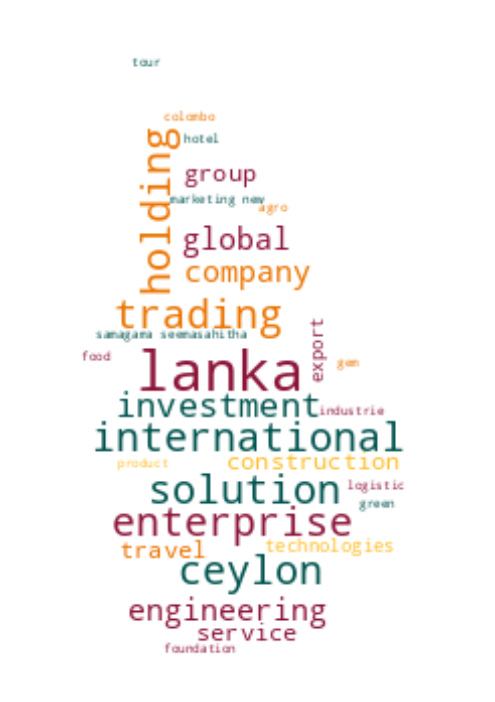 tour
colombo
holding
hotel
group
marketing new
agro
global
company
trading
export
samagama seemasahitha
food
gem
lanka
investment
industrie
international
product
construction
solution
logistic
green
enterprise
technologies
travel
ceylon
engineering
service
foundation